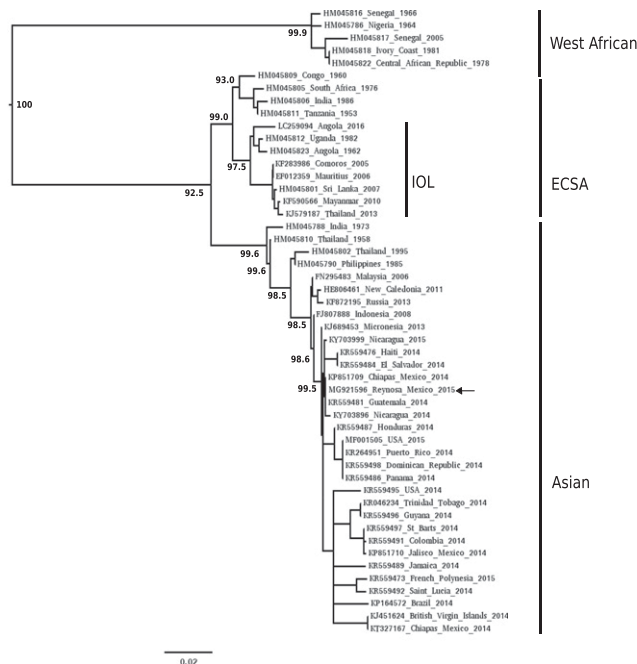 HM045816_Senegal_1966
HM045786_Nigeria_1964
99.9
HM045817_Senegal_2005
HM045818_Ivory_Coast_1981
HM045822_Central_African_Republic_1978
West African
93.0
HM045809_Congo_1960
HM045805_South_Africa_1976
HM045806_India_1986
HM045811_Tanzania_1953
100
99.0
LC259094_Angola_2016
HM045812_Uganda_1982
HM045823_Angola_1962
97.5
KF283986_Comoros_2005
EF012359_Mauritius_2006
HM045801_Sri_Lanka_2007
KF590566_Mayanmar_2010
KJ579187_Thailand_2013
IOL
ECSA
92.5
HM045788_India_1973
HM045810_Thailand_1958
99.6
99.6
HM045802_Thailand_1995
HM045790_Philippines_1985
FN295483_Malaysia_2006
HE806461_New_Caledonia_2011
KF872195_Russia_2013
98.5
FJ807888_Indonesia_2008
98.5
KJ689453_Micronesia_2013
KY703999_Nicaragua_2015
KR559476_Haiti_2014
98.6
KR559484_El_Salvador_2014
KP851709_Chiapas_Mexico_2014
99.5
MG921596_Reynosa_Mexico_2015
KR559481_Guatemala_2014
KY703896_Nicaragua_2014
KR559487_Honduras_2014
MF001505_USA_2015
KR264951_Puerto_Rico_2014
KR559498_Dominican_Republic_2014
KR559486_Panama_2014
Asian
KR559495_USA_2014
KR046234_Trinidad_Tobago_2014
KR559496_Guyana_2014
KR559497_St_Barts_2014
KR559491_Colombia_2014
KP851710_Jalisco_Mexico_2014
KR559489_Jamaica_2014
KR559473_French_Polynesia_2015
KR559492_Saint_Lucia_2014
KP164572_Brazil_2014
KJ451624_British_Virgin_Islands_2014
KT327167_Chiapas_Mexico_2014
0.02